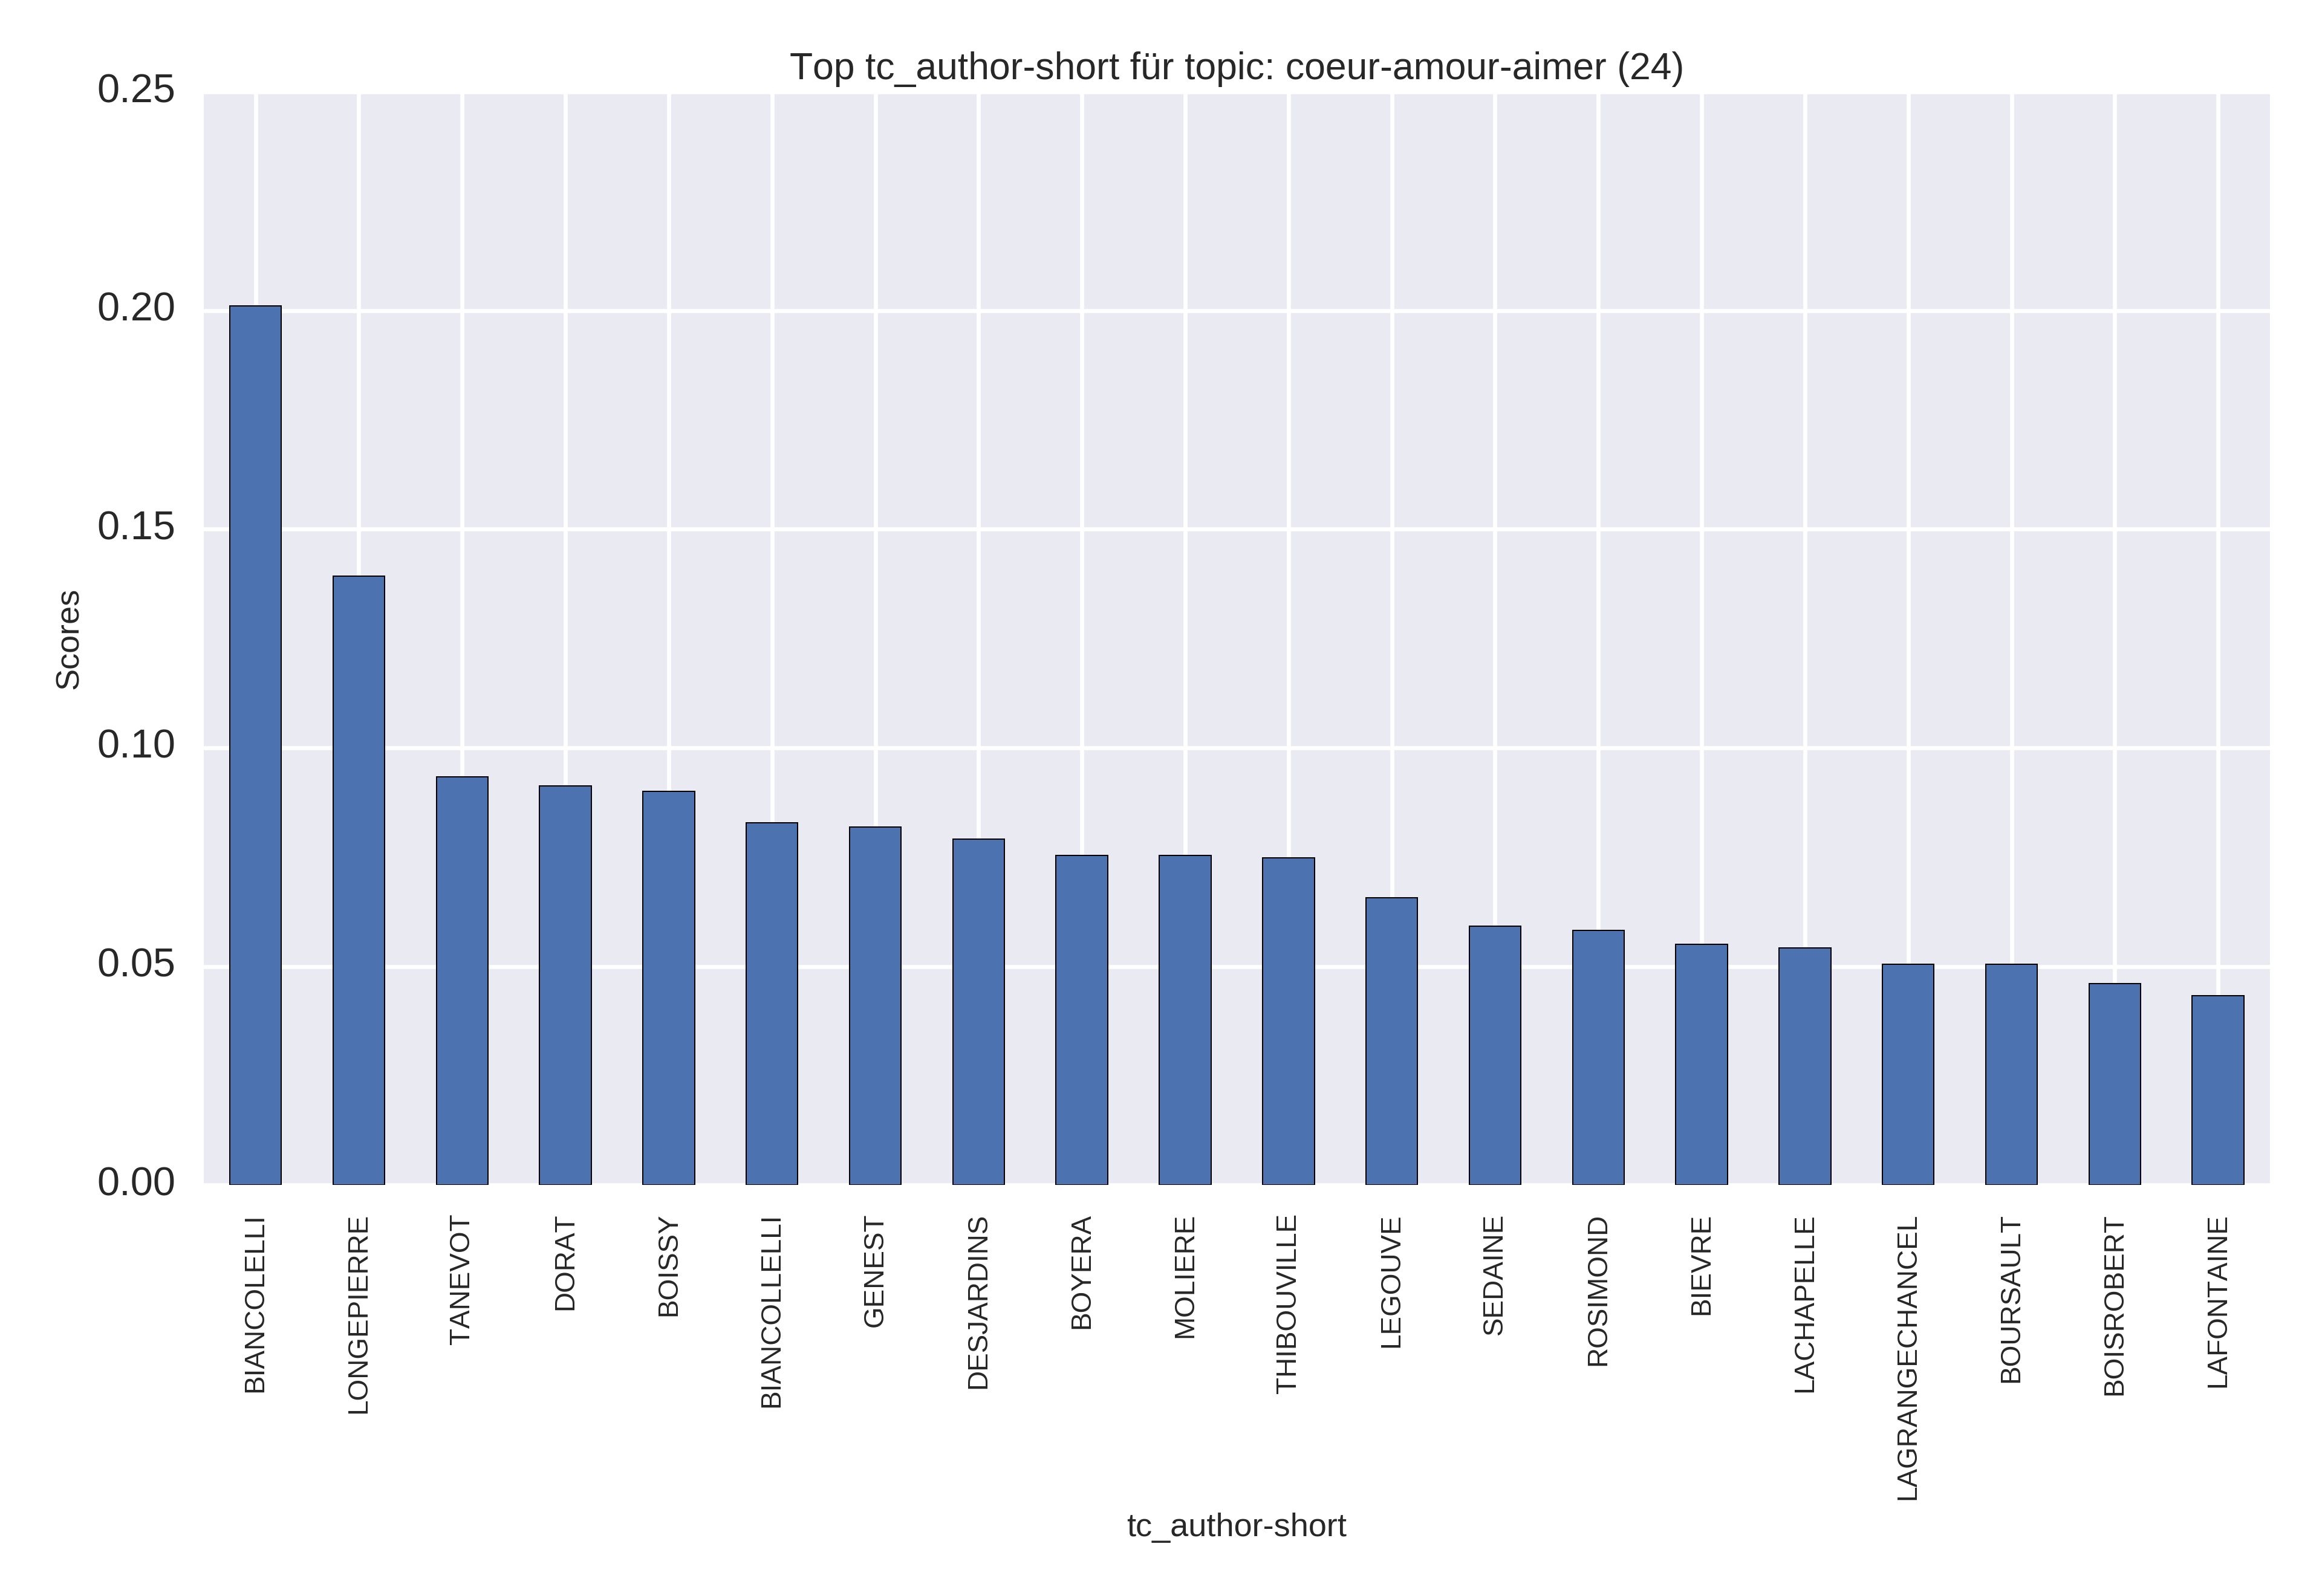 Top tc_author-short für topic: coeur-amour-aimer (24)
0.25
0.20
0.15
0.10
0.05
0.00
Scores
BIANCOLELLI
LONGEPIERRE
TANEVOT
DORAT
BOISSY
BIANCOLLELLI
GENEST
DESJARDINS
BOYERA
MOLIERE
THIBOUVILLE
LEGOUVE
SEDAINE
ROSIMOND
BIEVRE
LACHAPELLE
LAGRANGECHANCEL
BOURSAULT
BOISROBERT
LAFONTAINE
tc_author-short